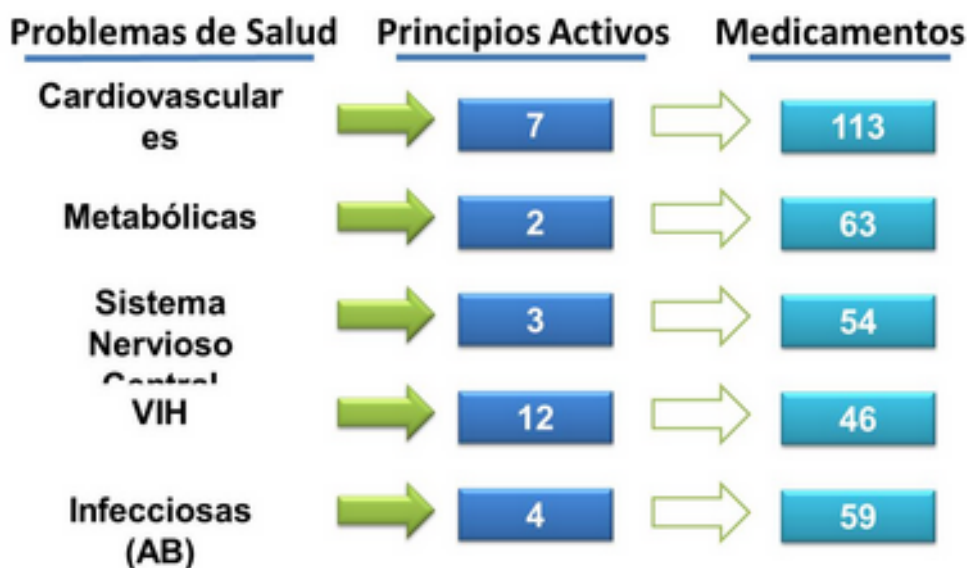 Problemas de Salud Principios Activos Medicamentos
Cardiovascular
es
7 113
Metabólicas 2 63
Sistema
Nervioso
Central
3 54
VIH 12 46
Infecciosas
(AB)
4 59